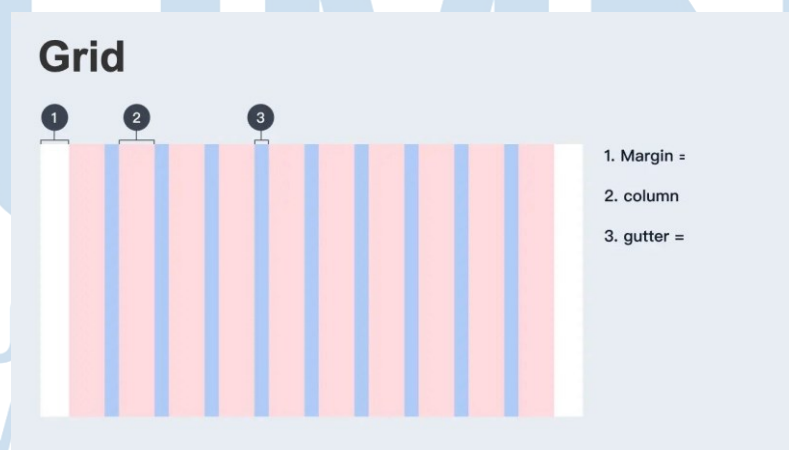 Grid
1 2 3
1. Margin =
2. column
3. gutter =